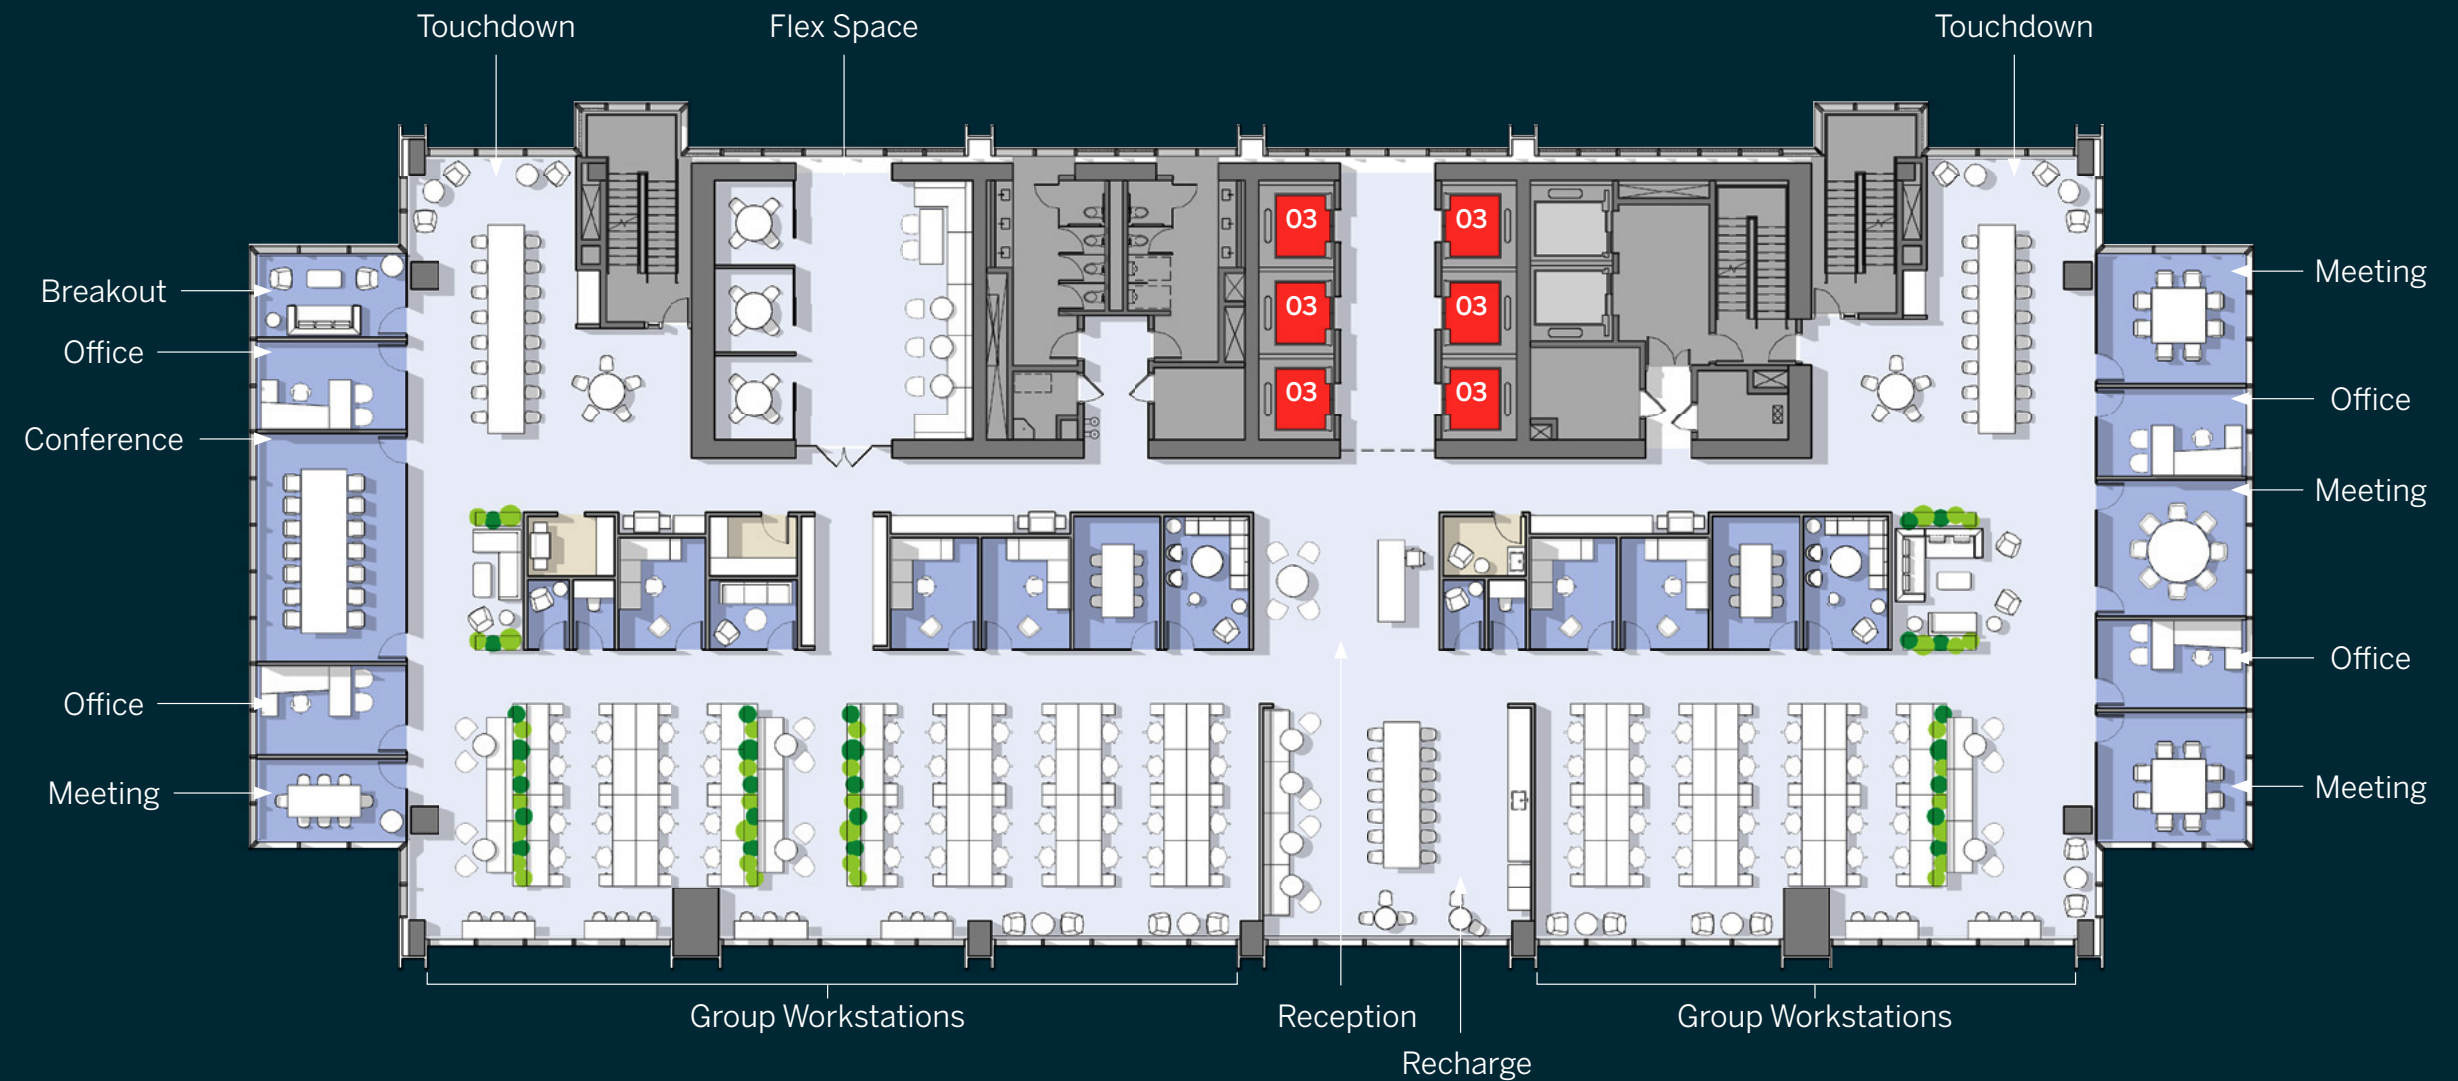 Touchdown
Flex Space
Touchdown
03
03
Breakout
Meeting
03
03
Office
03
03
Office
Conference
Meeting
Office
Office
Meeting
Meeting
Group Workstations
Reception
Group Workstations
Recharge